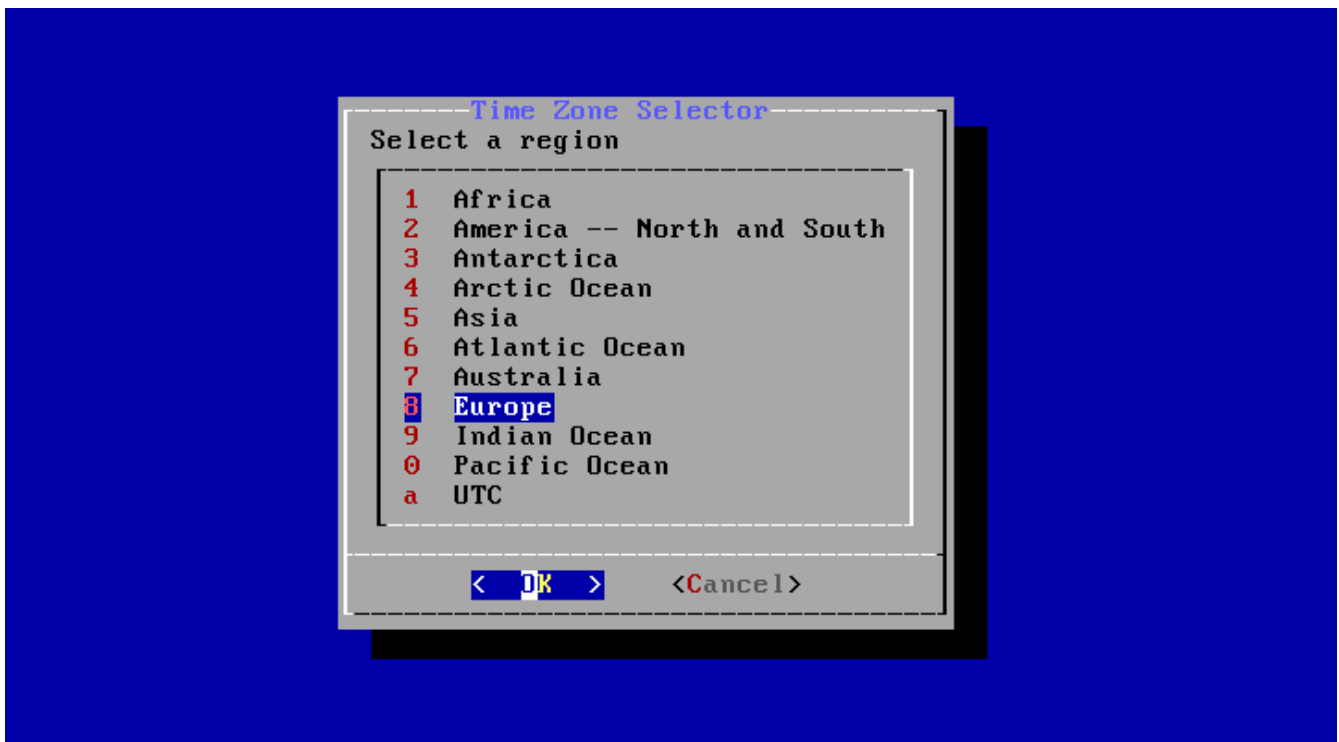 Time Zone Selector
Select a region
1 Africa
2 America -- North and South
3 Antarctica
4 Arctic Ocean
5 Asia
6 Atlantic Ocean
7 Australia
8 Europe
9 Indian Ocean
0 Pacific Ocean
a UTC
< OK > <Cancel>